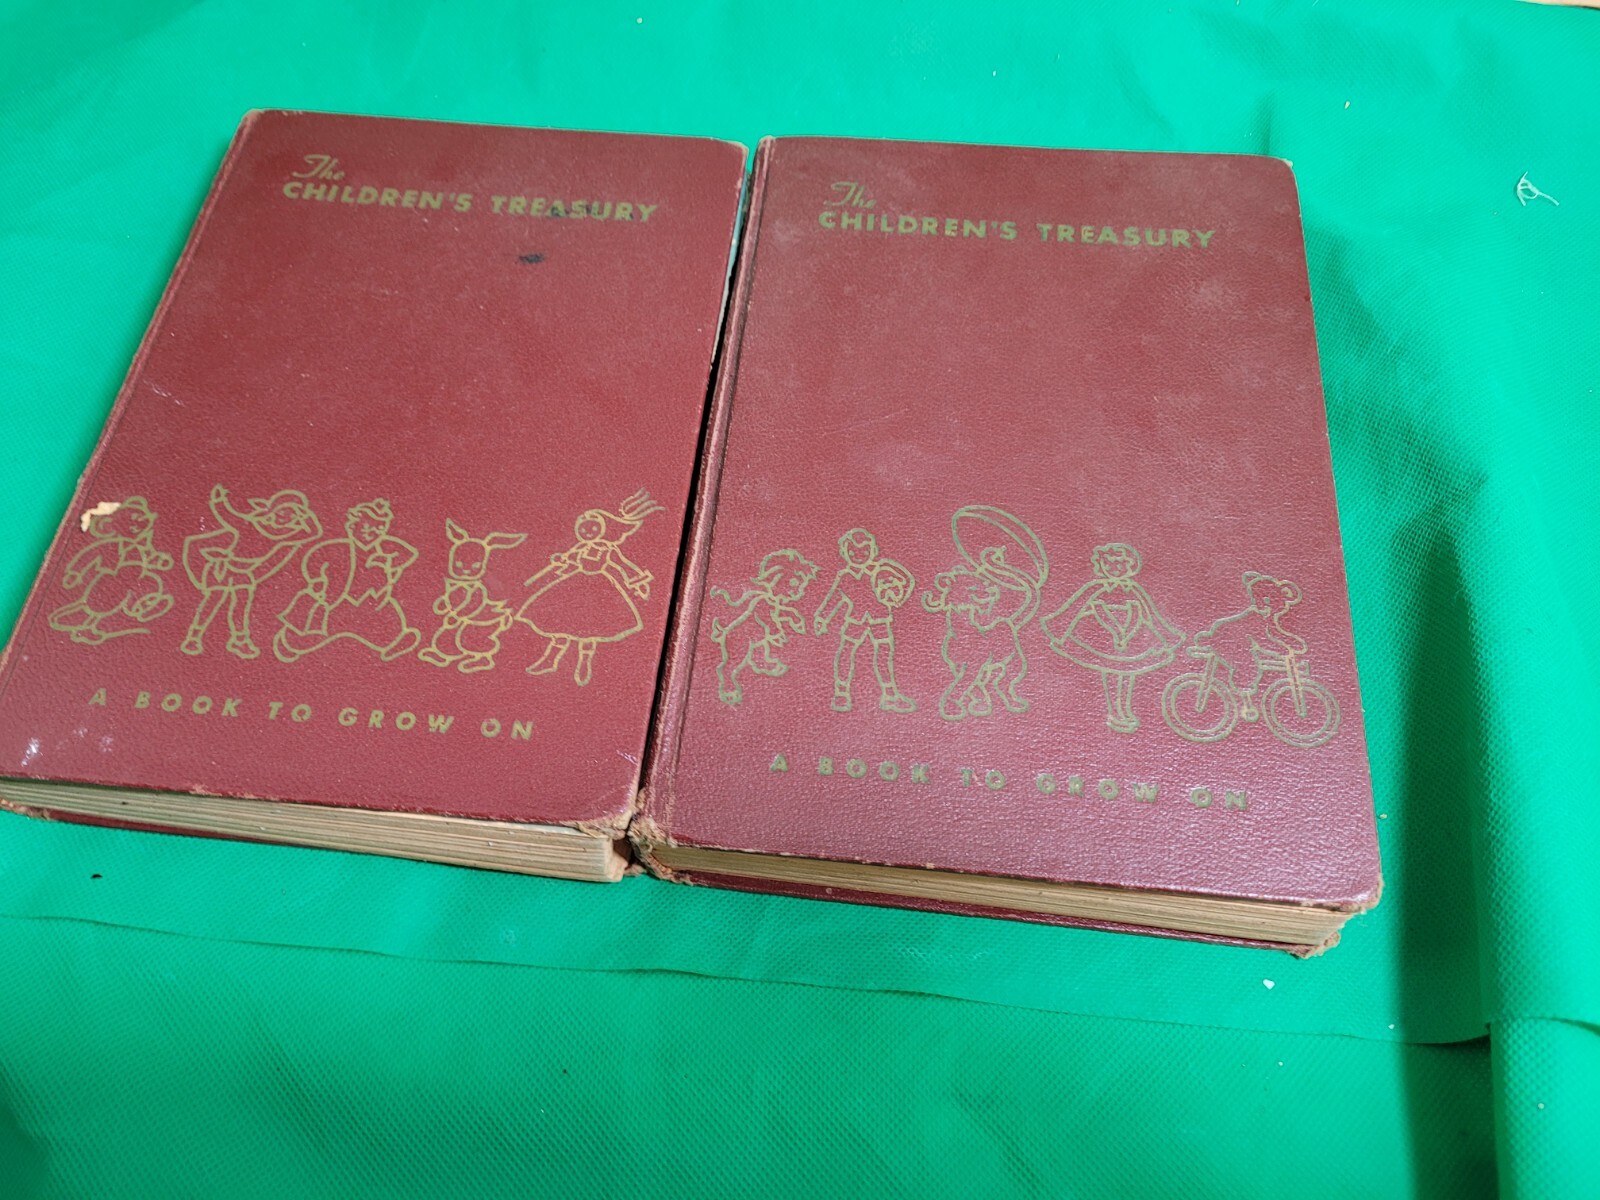 The
CHILDREN'S TREASURY
A BOOK TO GROW ON
The
CHILDREN'S TREASURY
A BOOK TO GROW ON